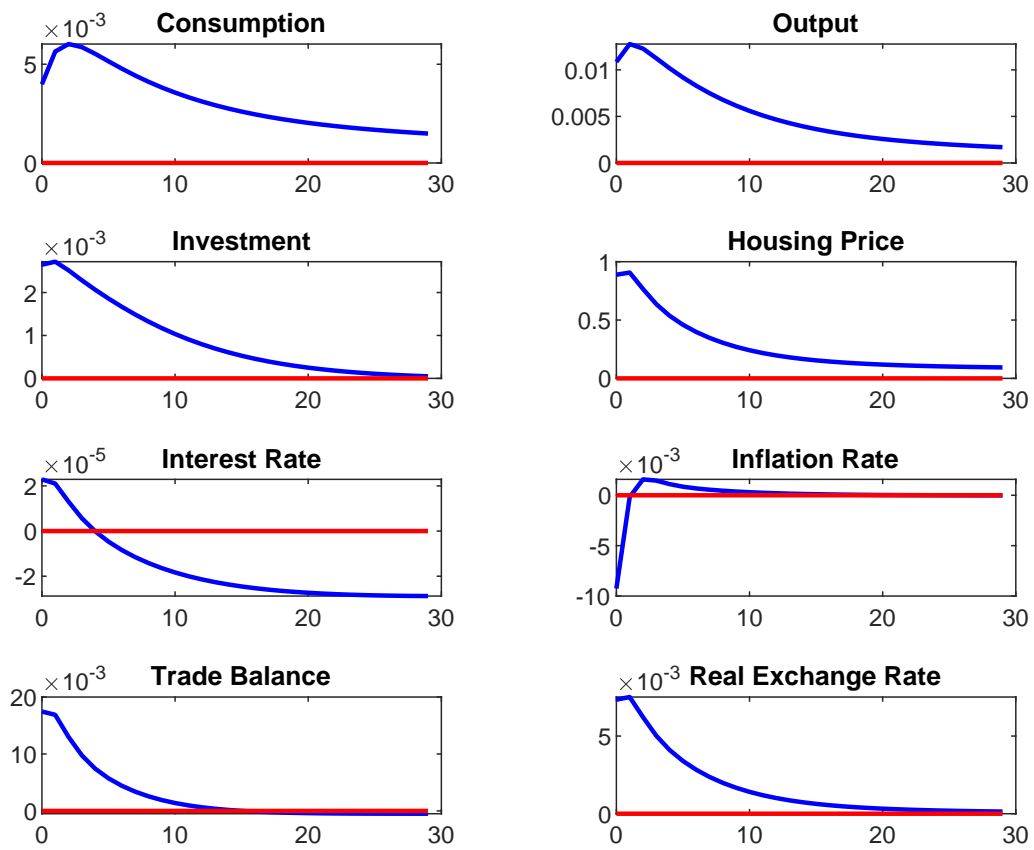 Consumption
×10-3
5
0
0 10 20 30
Output
0.01
0.005
0
0 10 20 30
Investment
×10-3
2
1
0
0 10 20 30
Housing Price
1
0.5
0
0 10 20 30
Interest Rate
×10-5
2
0
-2
0 10 20 30
Inflation Rate
×10-3
0
-5
-10
0 10 20 30
Trade Balance
×10-3
20
10
0
0 10 20 30
Real Exchange Rate
×10-3
5
0
0 10 20 30